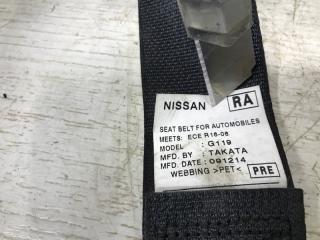 NISSAN RA
SEAT BELT FOR AUTOMOBILES
MEETS: ECE R16-06
MODEL : G119
MFD. BY : TAKATA
MFD. DATE : 091214
WEBBING >PET< PRE